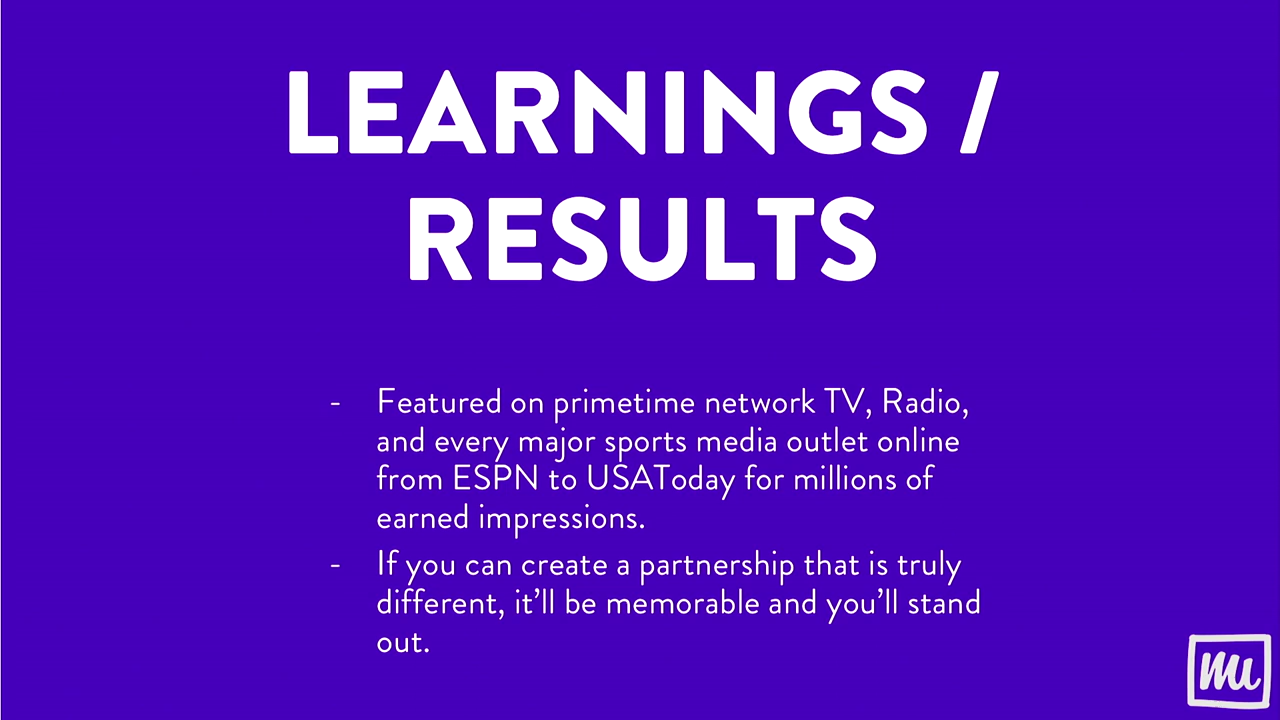 LEARNINGS /
RESULTS
- Featured on primetime network TV, Radio,
and every major sports media outlet online
from ESPN to USAToday for millions of
earned impressions.
- If you can create a partnership that is truly
different, it’ll be memorable and you’ll stand
out.
mu